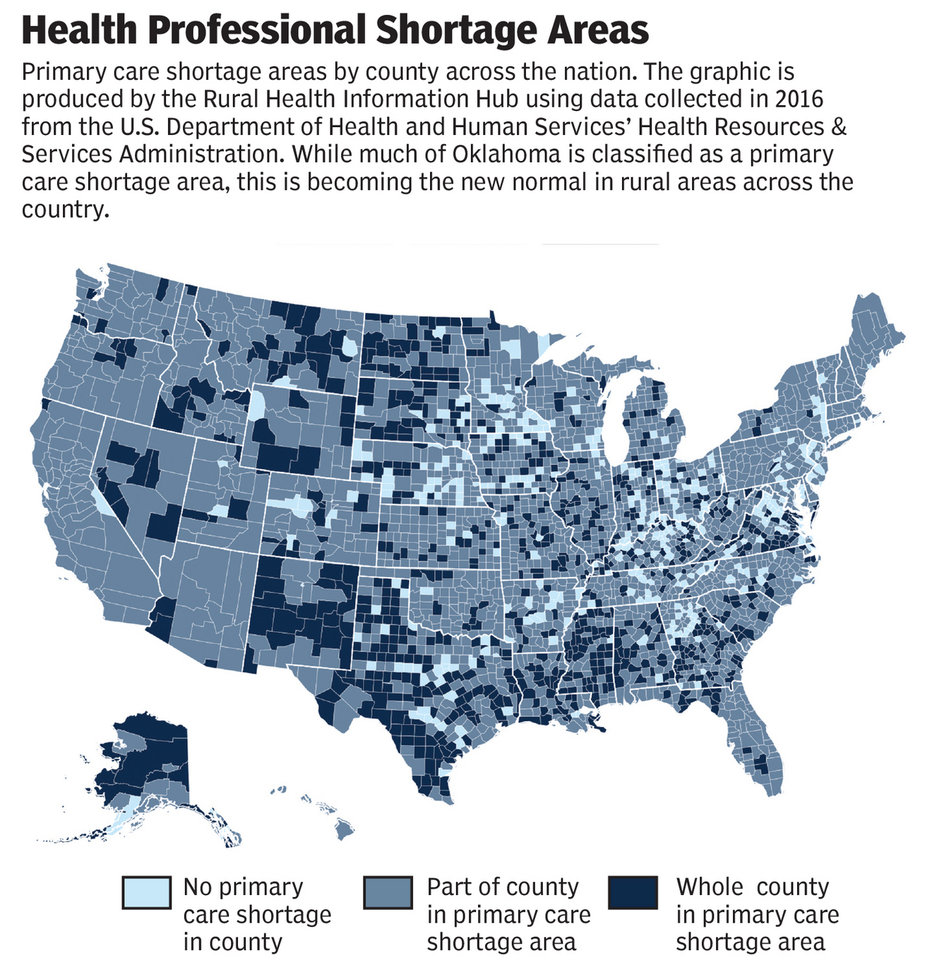 Health Professional Shortage Areas
Primary care shortage areas by county across the nation. The graphic is
produced by the Rural Health Information Hub using data collected in 2016
from the U.S. Department of Health and Human Services’ Health Resources &
Services Administration. While much of Oklahoma is classified as a primary
care shortage area, this is becoming the new normal in rural areas across the
country.
No primary
care shortage
in county
Part of county
in primary care
shortage area
Whole county
in primary care
shortage area